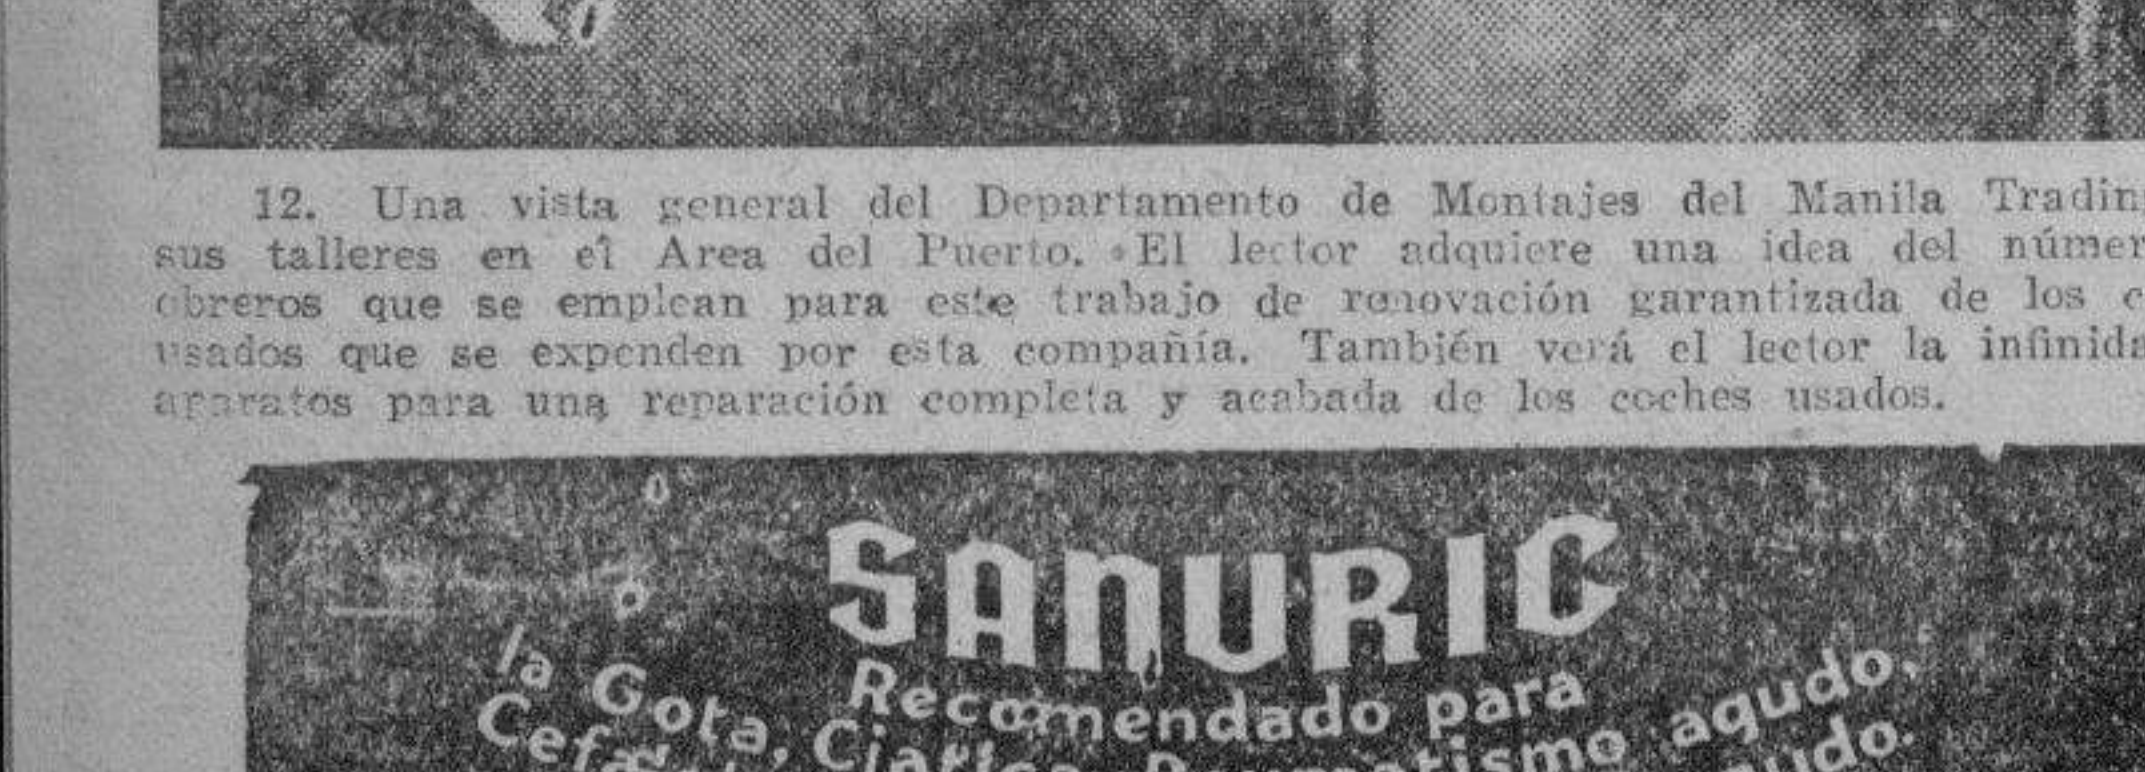 12. Una vista general del Departamento de Montajes del Manila Tradin
sus talleres en el Area del Puerto. El lector adquiere una idea del númer
obreros que se emplean para este trabajo de renovación garantizada de los c
usados que se expenden por esta compañía. También verá el lector la infinida
aparatos para una reparación completa y acabada de los coches usados.
SANURIC
Recomendado para
la Gota, Ciatica, Reumatismo agudo,